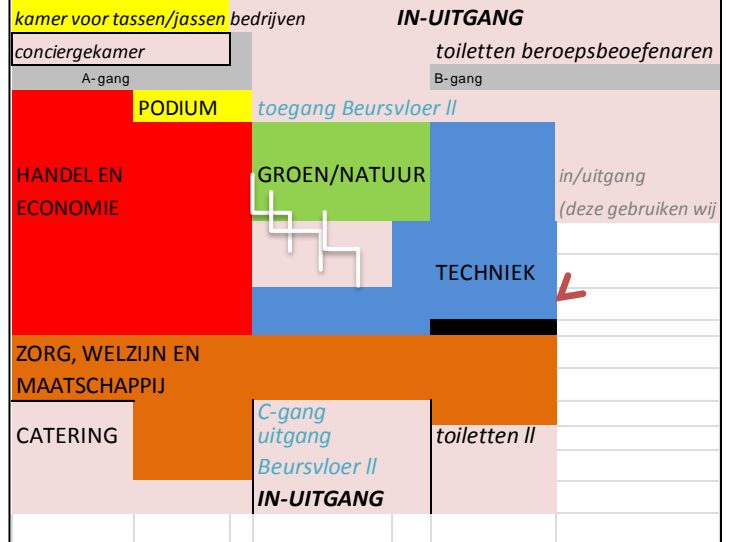 kamer voor tassen/jassen bedrijven IN-UITGANG
conciergekamer toiletten beroepsbeoefenaren
A-gang B-gang
PODIUM toegang Beursvloer ll
HANDEL EN GROEN/NATUUR in/uitgang
ECONOMIE (deze gebruiken wij
TECHNIEK
ZORG, WELZIJN EN
MAATSCHAPPIJ
C-gang
CATERING uitgang toiletten ll
Beursvloer ll
IN-UITGANG